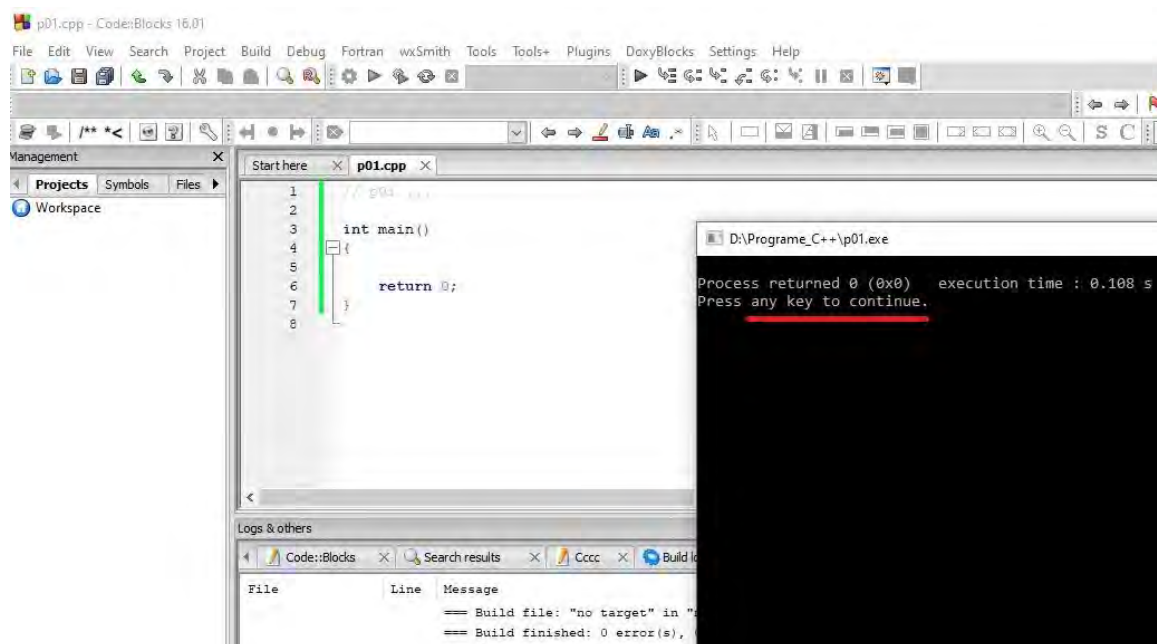 p01.cpp - Code::Blocks 16.01
File Edit View Search Project Build Debug Fortran wxSmith Tools Tools+ Plugins DoxyBlocks Settings Help
/** *<
S C
Management
Start here p01.cpp
Projects Symbols Files
Workspace
1 // p01 ...
2
3 int main()
4 {
5
6 return 0;
7 }
8
D:\Programe_C++\p01.exe
Process returned 0 (0x0) execution time : 0.108 s
Press any key to continue.
Logs & others
Code::Blocks Search results Cccc Build
File Line Message
=== Build file: "no target" in
=== Build finished: 0 error(s),